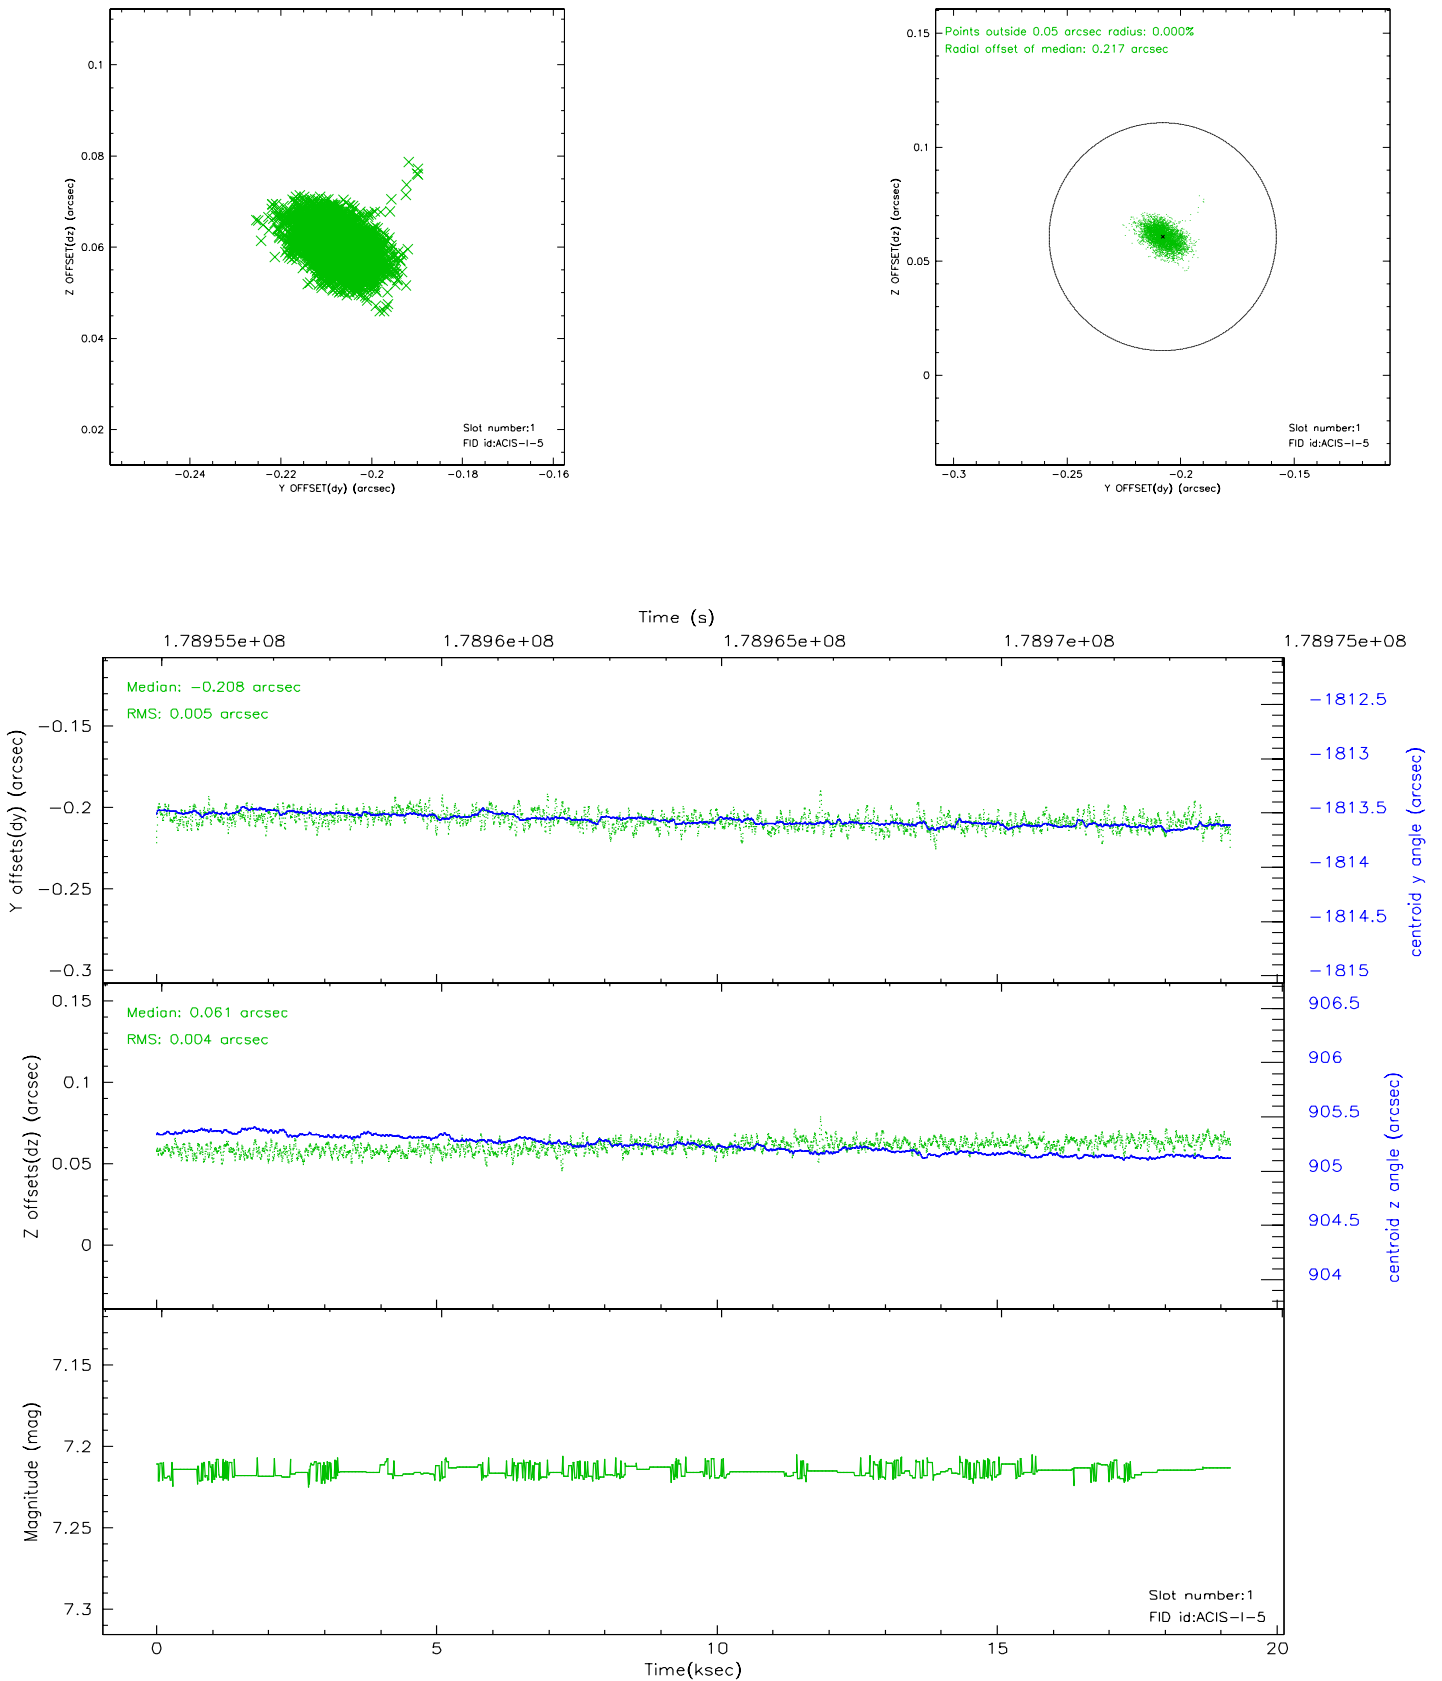 0.1
0.08
0.06
0.04
0.02
Z OFFSET(dz) (arcsec)
Slot number:1
FID id:ACIS-I-5
-0.24
-0.22
-0.2
-0.18
-0.16
Y OFFSET(dy) (arcsec)
Points outside 0.05 arcsec radius: 0.000%
Radial offset of median: 0.217 arcsec
0.15
0.1
0.05
0
Z OFFSET(dz) (arcsec)
Slot number:1
FID id:ACIS-I-5
-0.3
-0.25
-0.2
-0.15
Y OFFSET(dy) (arcsec)
Time (s)
1.78955e+08
1.7896e+08
1.78965e+08
1.7897e+08
1.78975e+08
Median: -0.208 arcsec
RMS: 0.005 arcsec
-0.15
-0.2
-0.25
-0.3
Y offsets(dy) (arcsec)
-1812.5
-1813
-1813.5
-1814
-1814.5
-1815
centroid y angle (arcsec)
Median: 0.061 arcsec
RMS: 0.004 arcsec
0.15
0.1
0.05
0
Z offsets(dz) (arcsec)
906.5
906
905.5
905
904.5
904
centroid z angle (arcsec)
7.15
7.2
7.25
7.3
Magnitude (mag)
Slot number:1
FID id:ACIS-I-5
0
5
10
15
20
Time(ksec)